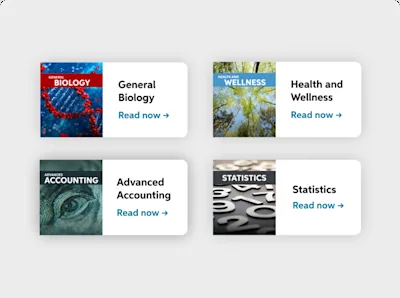 GENERAL
BIOLOGY
General
Biology
Read now →
HEALTH AND
WELLNESS
Health and
Wellness
Read now →
ADVANCED
ACCOUNTING
Advanced
Accounting
Read now →
STATISTICS
Statistics
Read now →